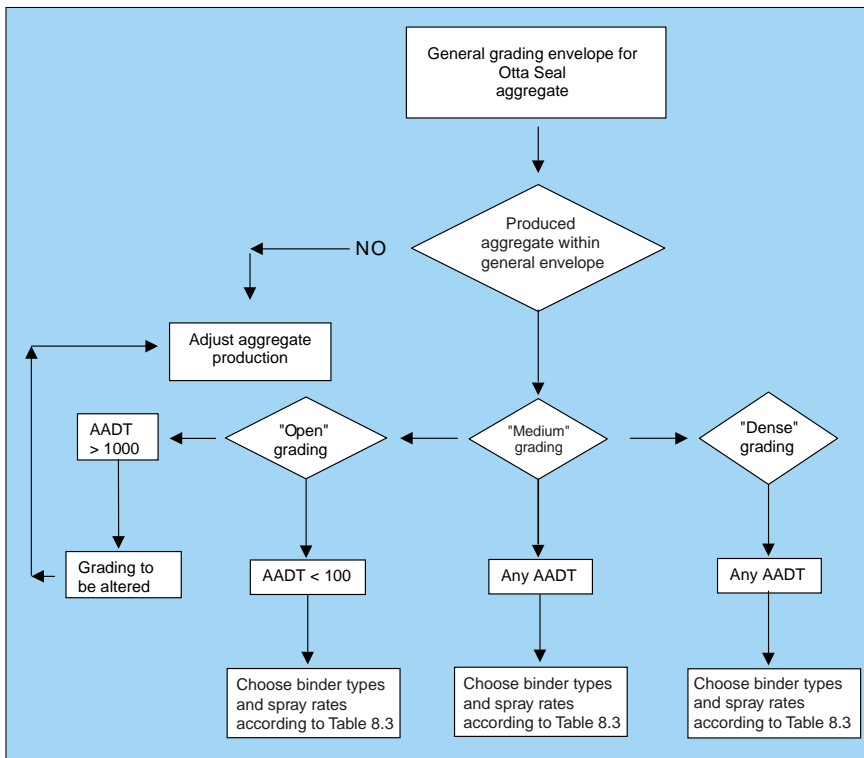 General grading envelope for
Otta Seal
aggregate
Produced
aggregate within
general envelope
NO
Adjust aggregate
production
AADT
> 1000
"Open"
grading
"Medium"
grading
"Dense"
grading
Grading to
be altered
AADT < 100
Any AADT
Any AADT
Choose binder types
and spray rates
according to Table 8.3
Choose binder types
and spray rates
according to Table 8.3
Choose binder types
and spray rates
according to Table 8.3